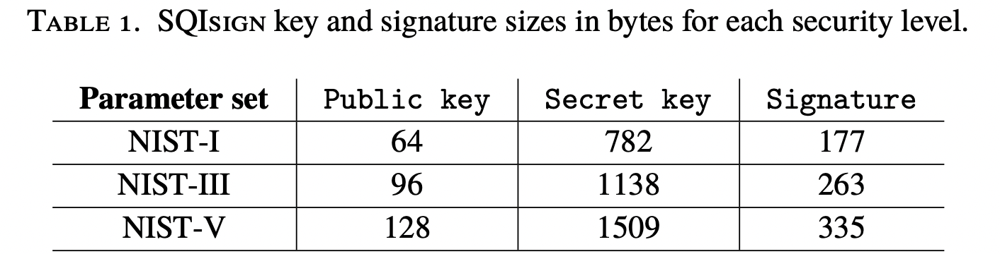 TABLE 1. SQISIGN key and signature sizes in bytes for each security level.
Parameter set Public key Secret key Signature
NIST-I 64 782 177
NIST-III 96 1138 263
NIST-V 128 1509 335